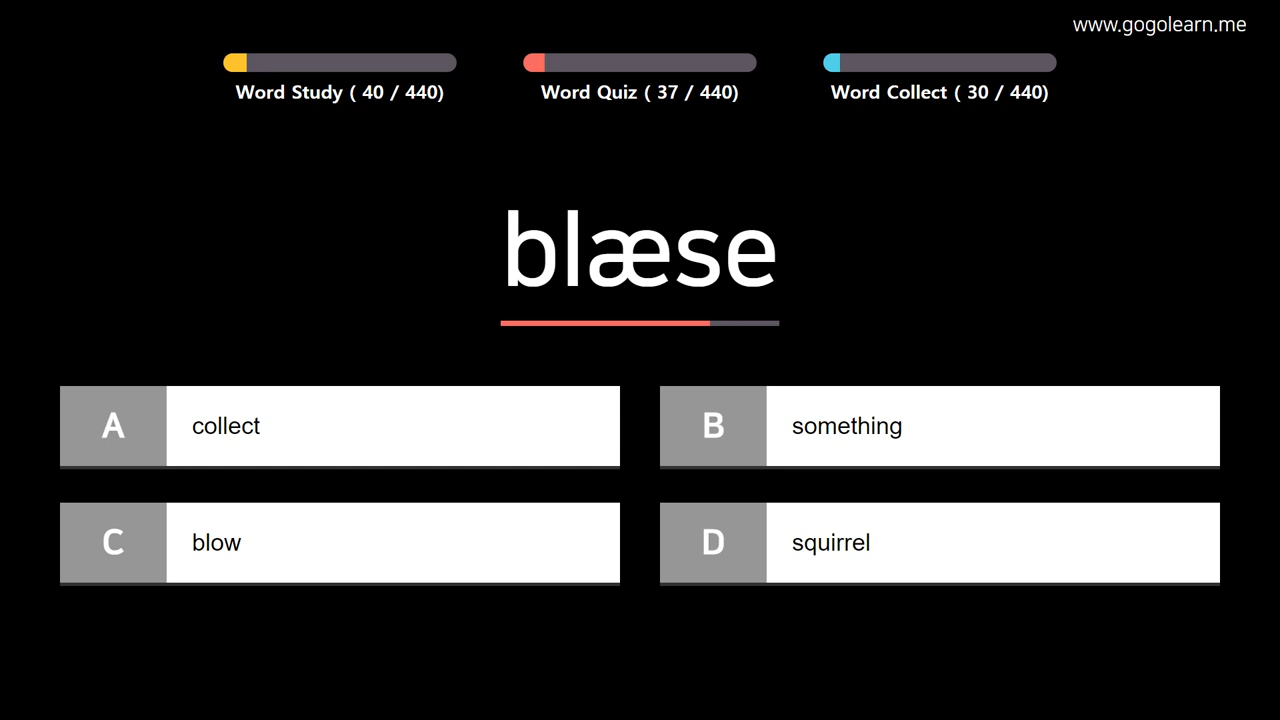 www.gogolearn.me
Word Study ( 40 / 440)
Word Quiz ( 37 / 440)
Word Collect ( 30 / 440)
blæse
A
collect
B
something
C
blow
D
squirrel